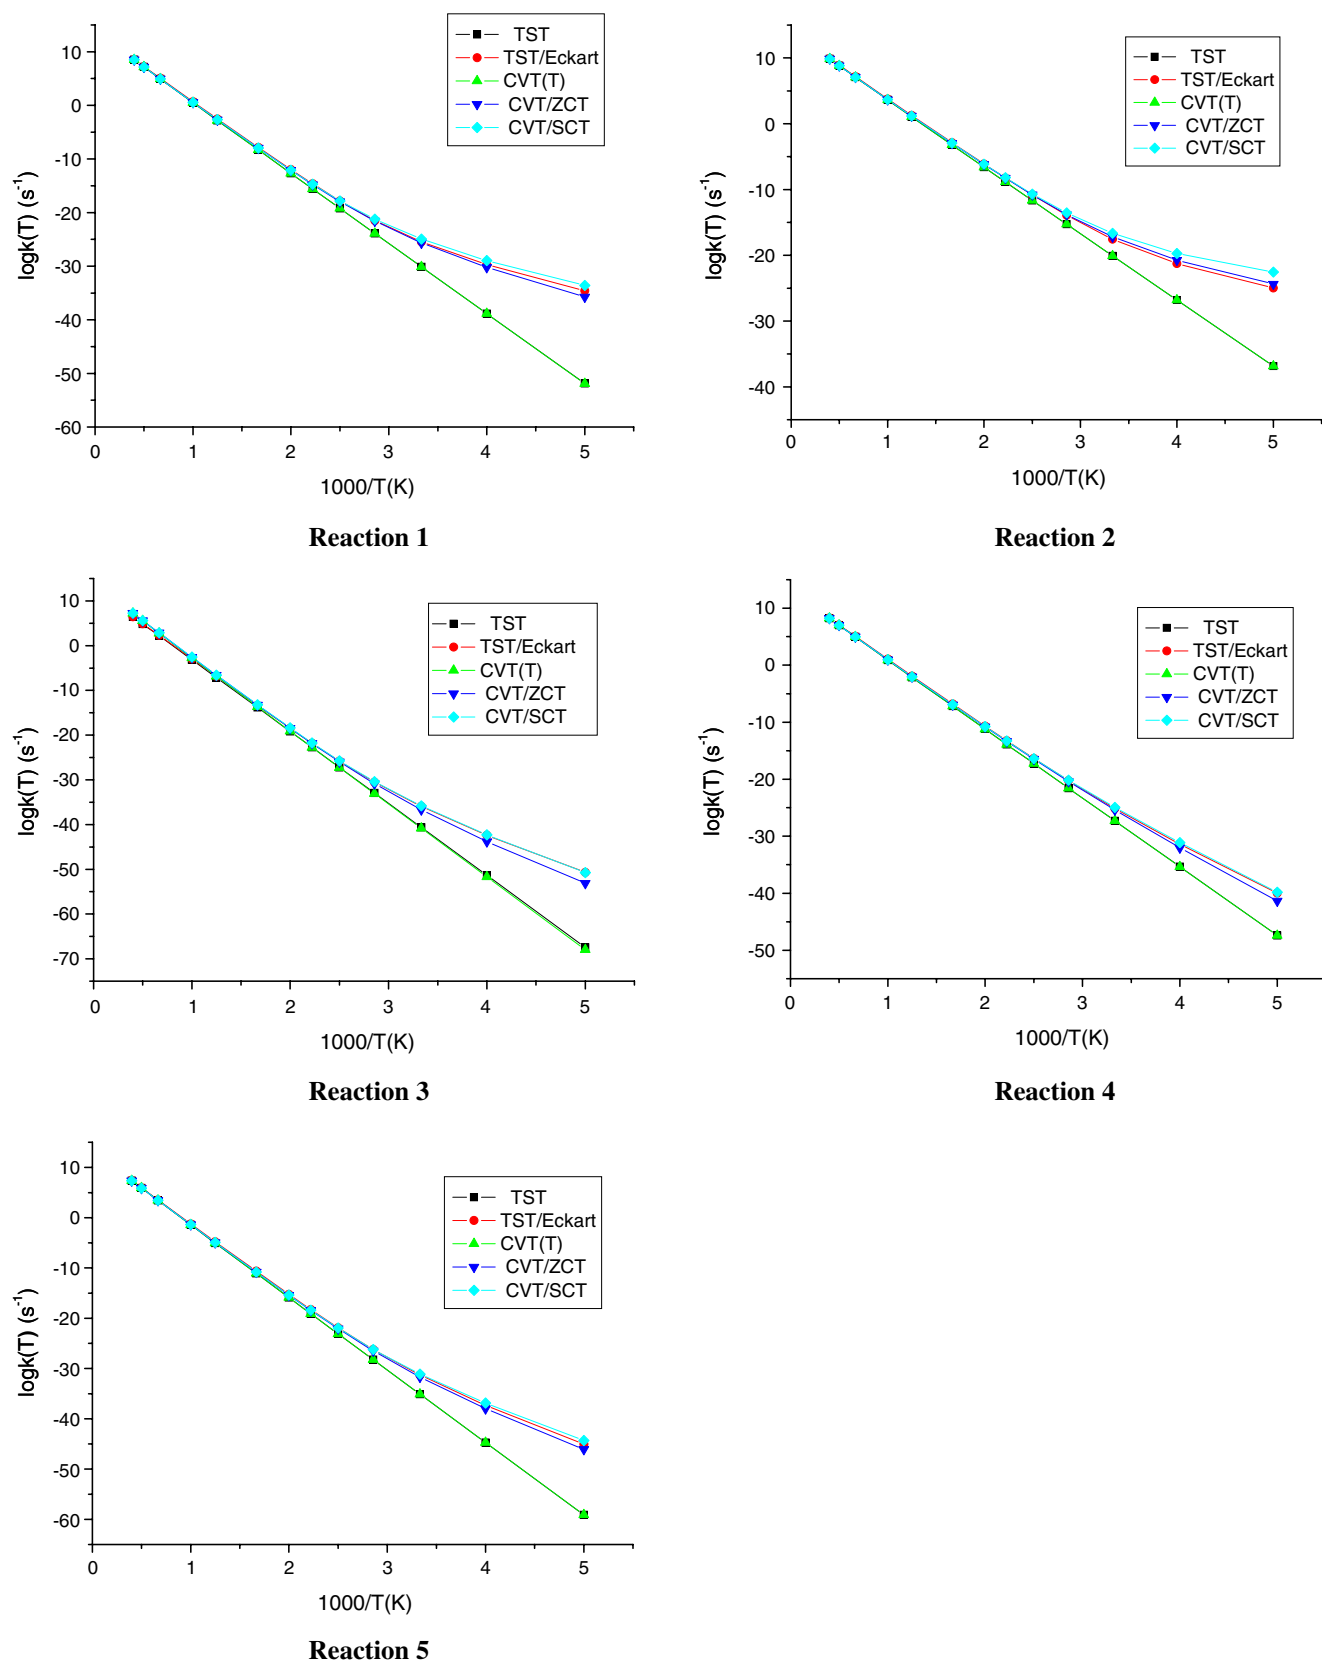 TST
TST/Eckart
CVT(T)
CVT/ZCT
CVT/SCT
10
0
-10
-20
-30
-40
-50
-60
logk(T) (s⁻¹)
0 1 2 3 4 5
1000/T(K)
Reaction 1
TST
TST/Eckart
CVT(T)
CVT/ZCT
CVT/SCT
10
0
-10
-20
-30
-40
logk(T) (s⁻¹)
0 1 2 3 4 5
1000/T(K)
Reaction 2
TST
TST/Eckart
CVT(T)
CVT/ZCT
CVT/SCT
10
0
-10
-20
-30
-40
-50
-60
-70
logk(T) (s⁻¹)
0 1 2 3 4 5
1000/T(K)
Reaction 3
TST
TST/Eckart
CVT(T)
CVT/ZCT
CVT/SCT
10
0
-10
-20
-30
-40
-50
logk(T) (s⁻¹)
0 1 2 3 4 5
1000/T(K)
Reaction 4
TST
TST/Eckart
CVT(T)
CVT/ZCT
CVT/SCT
10
0
-10
-20
-30
-40
-50
-60
logk(T) (s⁻¹)
0 1 2 3 4 5
1000/T(K)
Reaction 5